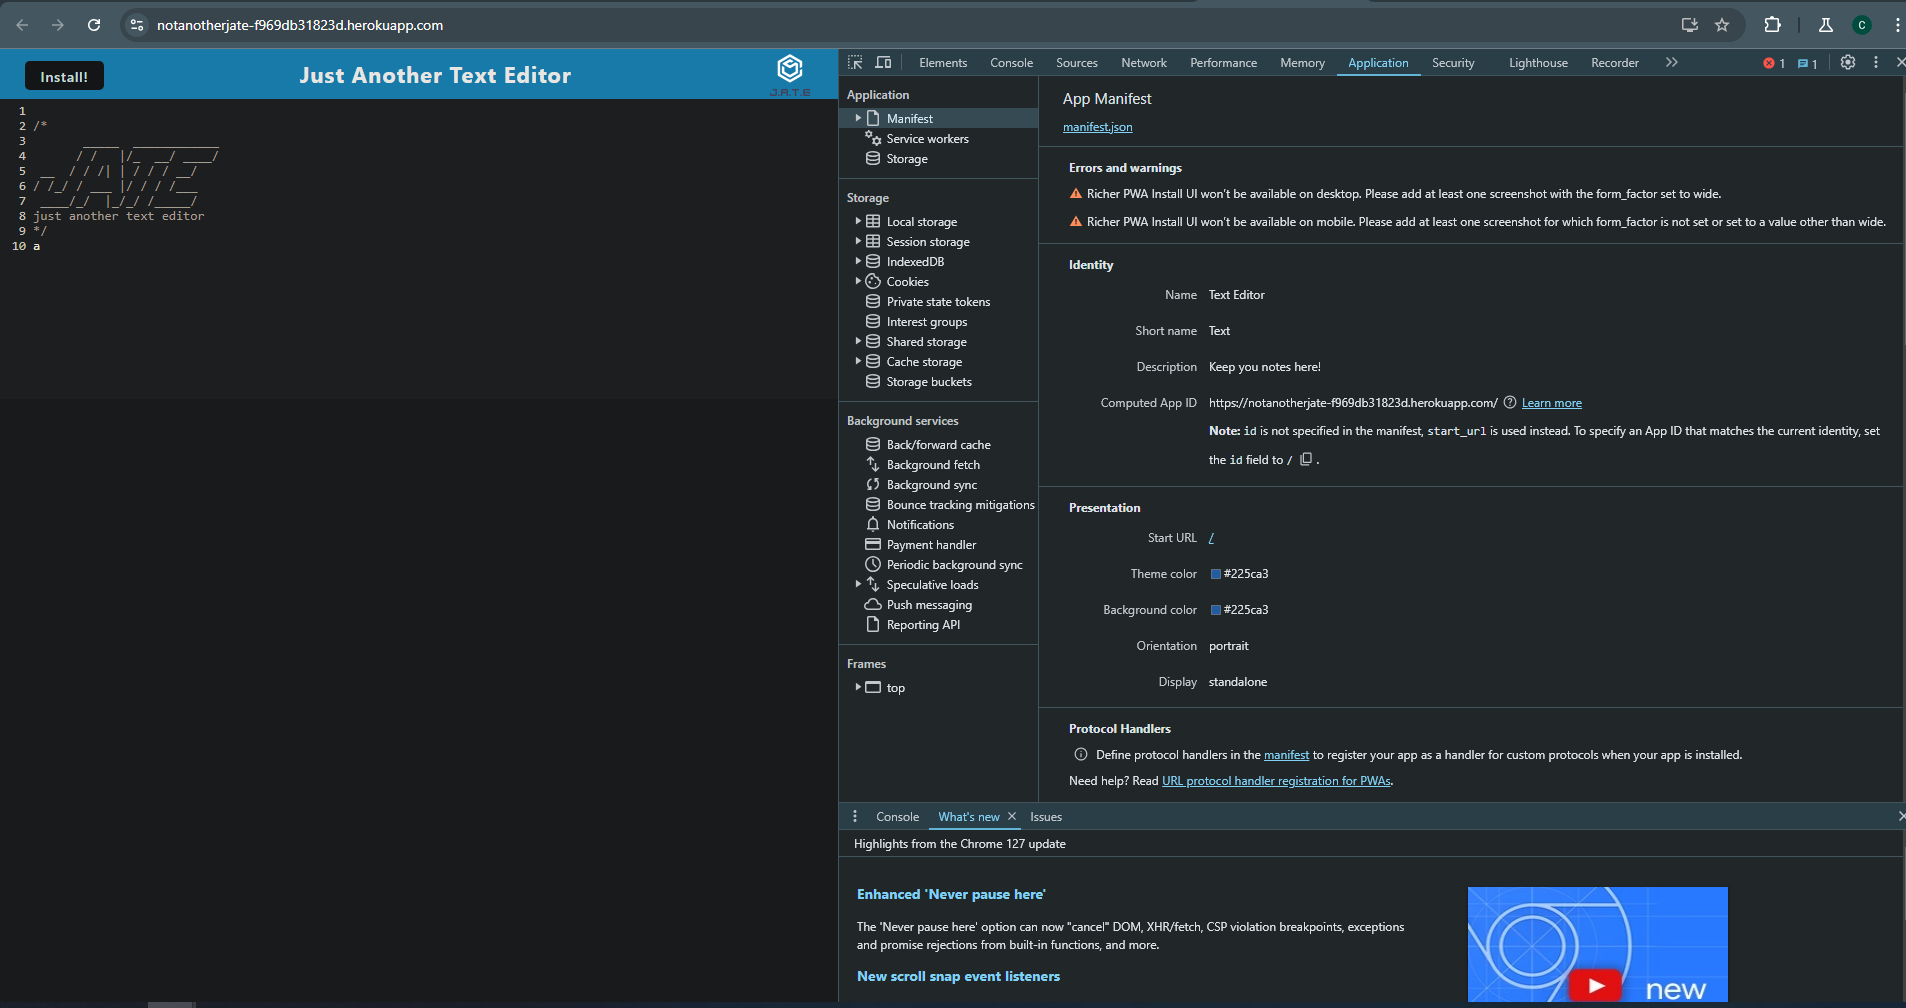 notanotherjate-f969db31823d.herokuapp.com
C
Install!
Just Another Text Editor
J.A.T.E
1
2 /*
3      _____  ____________
4     / /   |/_  __/ ____/
5 __  / / /| | / / / __/
6 / /_/ / ___ |/ / / /___
7 ____/_/  |_/_/ /_____/
8 just another text editor
9 */
10 a
Elements Console Sources Network Performance Memory Application Security Lighthouse Recorder 1 1
Application
Manifest
Service workers
Storage
Storage
Local storage
Session storage
IndexedDB
Cookies
Private state tokens
Interest groups
Shared storage
Cache storage
Storage buckets
Background services
Back/forward cache
Background fetch
Background sync
Bounce tracking mitigations
Notifications
Payment handler
Periodic background sync
Speculative loads
Push messaging
Reporting API
Frames
top
App Manifest
manifest.json
Errors and warnings
Richer PWA Install UI won't be available on desktop. Please add at least one screenshot with the form_factor set to wide.
Richer PWA Install UI won't be available on mobile. Please add at least one screenshot for which form_factor is not set or set to a value other than wide.
Identity
Name Text Editor
Short name Text
Description Keep you notes here!
Computed App ID https://notanotherjate-f969db31823d.herokuapp.com/ Learn more
Note: id is not specified in the manifest, start_url is used instead. To specify an App ID that matches the current identity, set
the id field to / .
Presentation
Start URL /
Theme color #225ca3
Background color #225ca3
Orientation portrait
Display standalone
Protocol Handlers
Define protocol handlers in the manifest to register your app as a handler for custom protocols when your app is installed.
Need help? Read URL protocol handler registration for PWAs.
Console What's new Issues
Highlights from the Chrome 127 update
Enhanced 'Never pause here'
The 'Never pause here' option can now "cancel" DOM, XHR/fetch, CSP violation breakpoints, exceptions
and promise rejections from built-in functions, and more.
New scroll snap event listeners
new